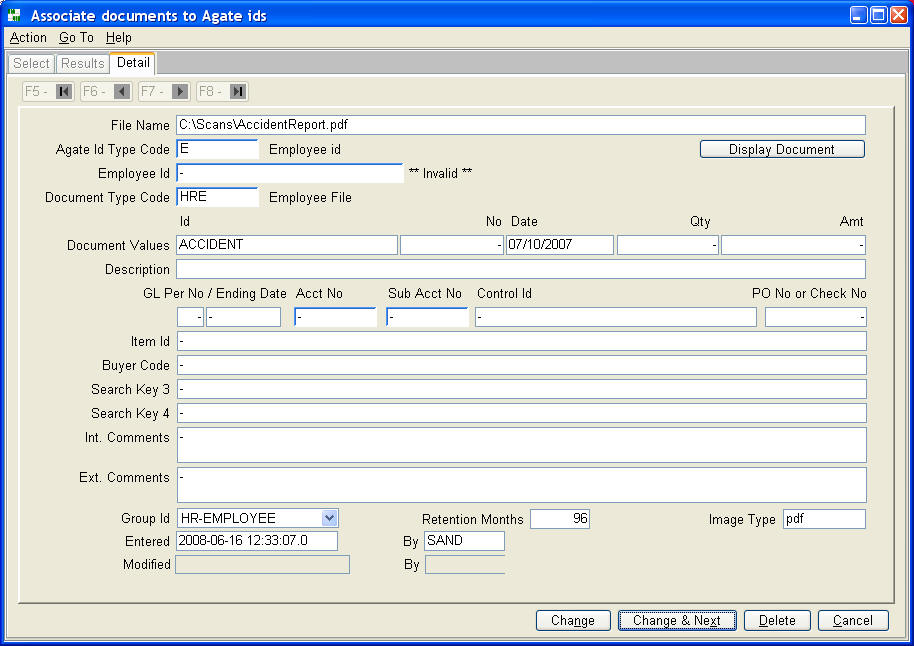 Associate documents to Agate ids
Action Go To Help
Select Results Detail
F5 - F6 - F7 - F8 -
File Name C:\Scans\AccidentReport.pdf
Agate Id Type Code E Employee id Display Document
Employee Id - ** Invalid **
Document Type Code HRE Employee File
Id No Date Qty Amt
Document Values ACCIDENT - 07/10/2007 - -
Description
GL Per No / Ending Date Acct No Sub Acct No Control Id PO No or Check No
- - - - - -
Item Id -
Buyer Code -
Search Key 3 -
Search Key 4 -
Int. Comments -
Ext. Comments -
Group Id HR-EMPLOYEE Retention Months 96 Image Type pdf
Entered 2008-06-16 12:33:07.0 By SAND
Modified By
Change Change & Next Delete Cancel